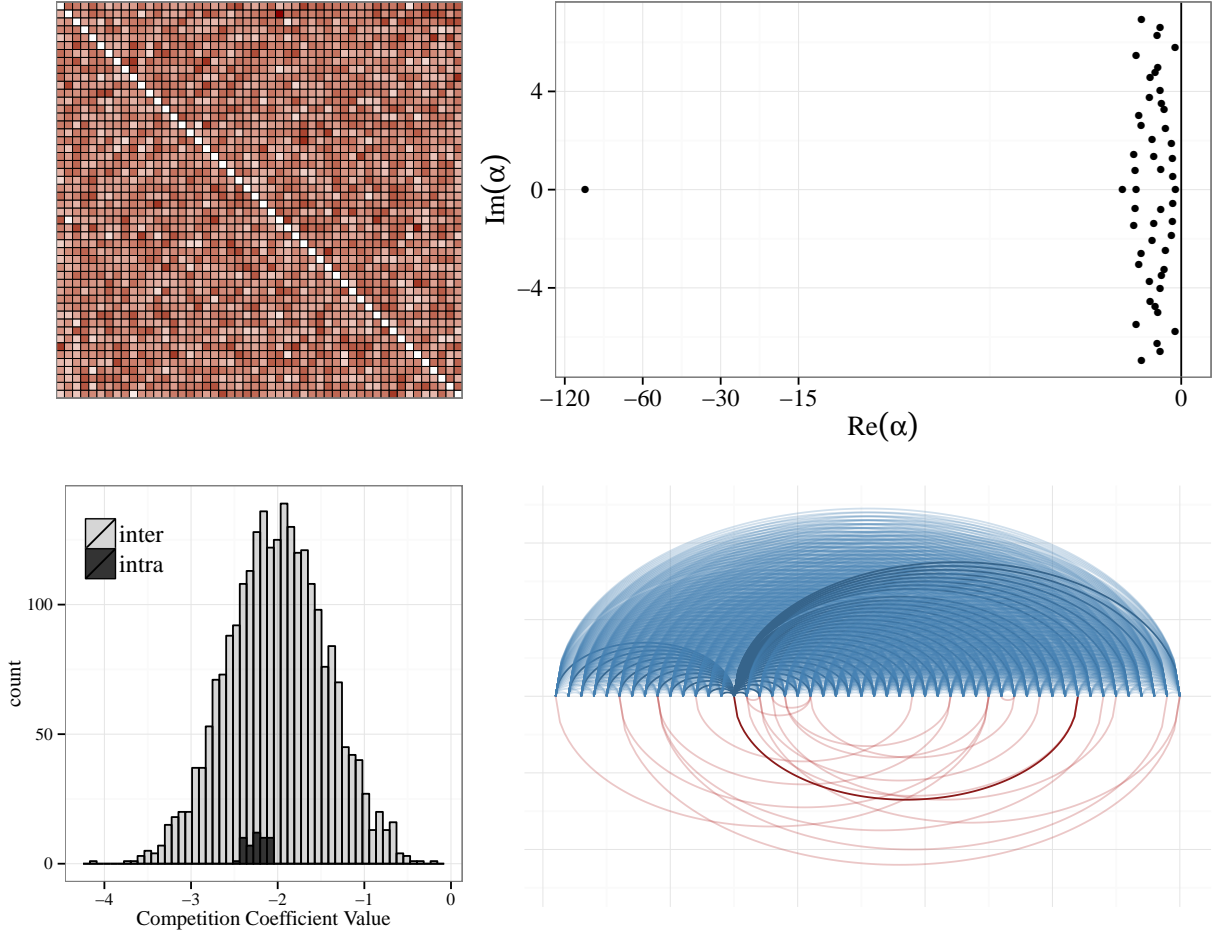 4
0
−4
Im(α)
−120 −60 −30 −15 0
Re(α)
inter
intra
100
50
0
count
−4 −3 −2 −1 0
Competition Coefficient Value